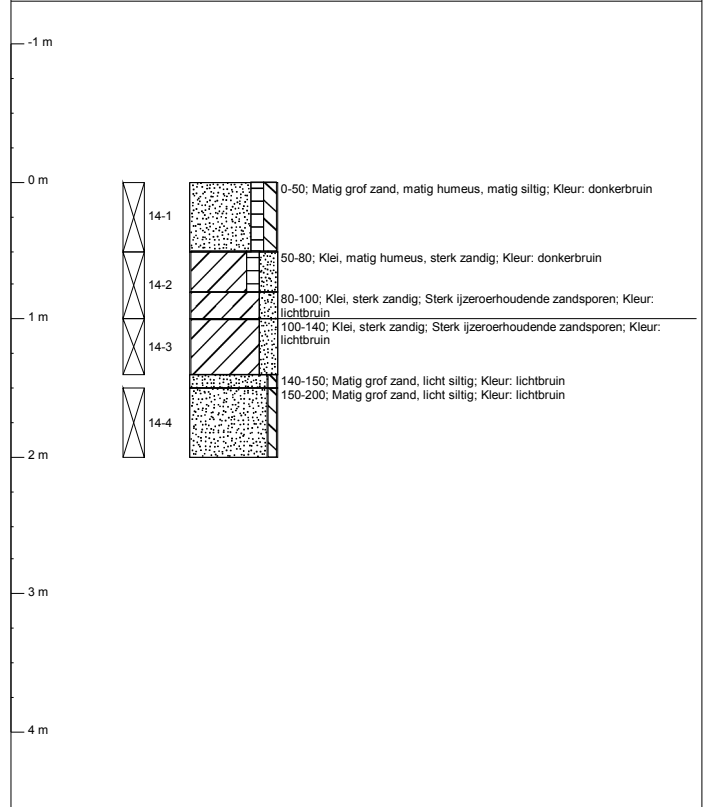 -1 m
0 m
14-1
0-50; Matig grof zand, matig humeus, matig siltig; Kleur: donkerbruin
14-2
50-80; Klei, matig humeus, sterk zandig; Kleur: donkerbruin
80-100; Klei, sterk zandig; Sterk ijzeroerhoudende zandsporen; Kleur:
lichtbruin
1 m
100-140; Klei, sterk zandig; Sterk ijzeroerhoudende zandsporen; Kleur:
lichtbruin
14-3
140-150; Matig grof zand, licht siltig; Kleur: lichtbruin
150-200; Matig grof zand, licht siltig; Kleur: lichtbruin
14-4
2 m
3 m
4 m